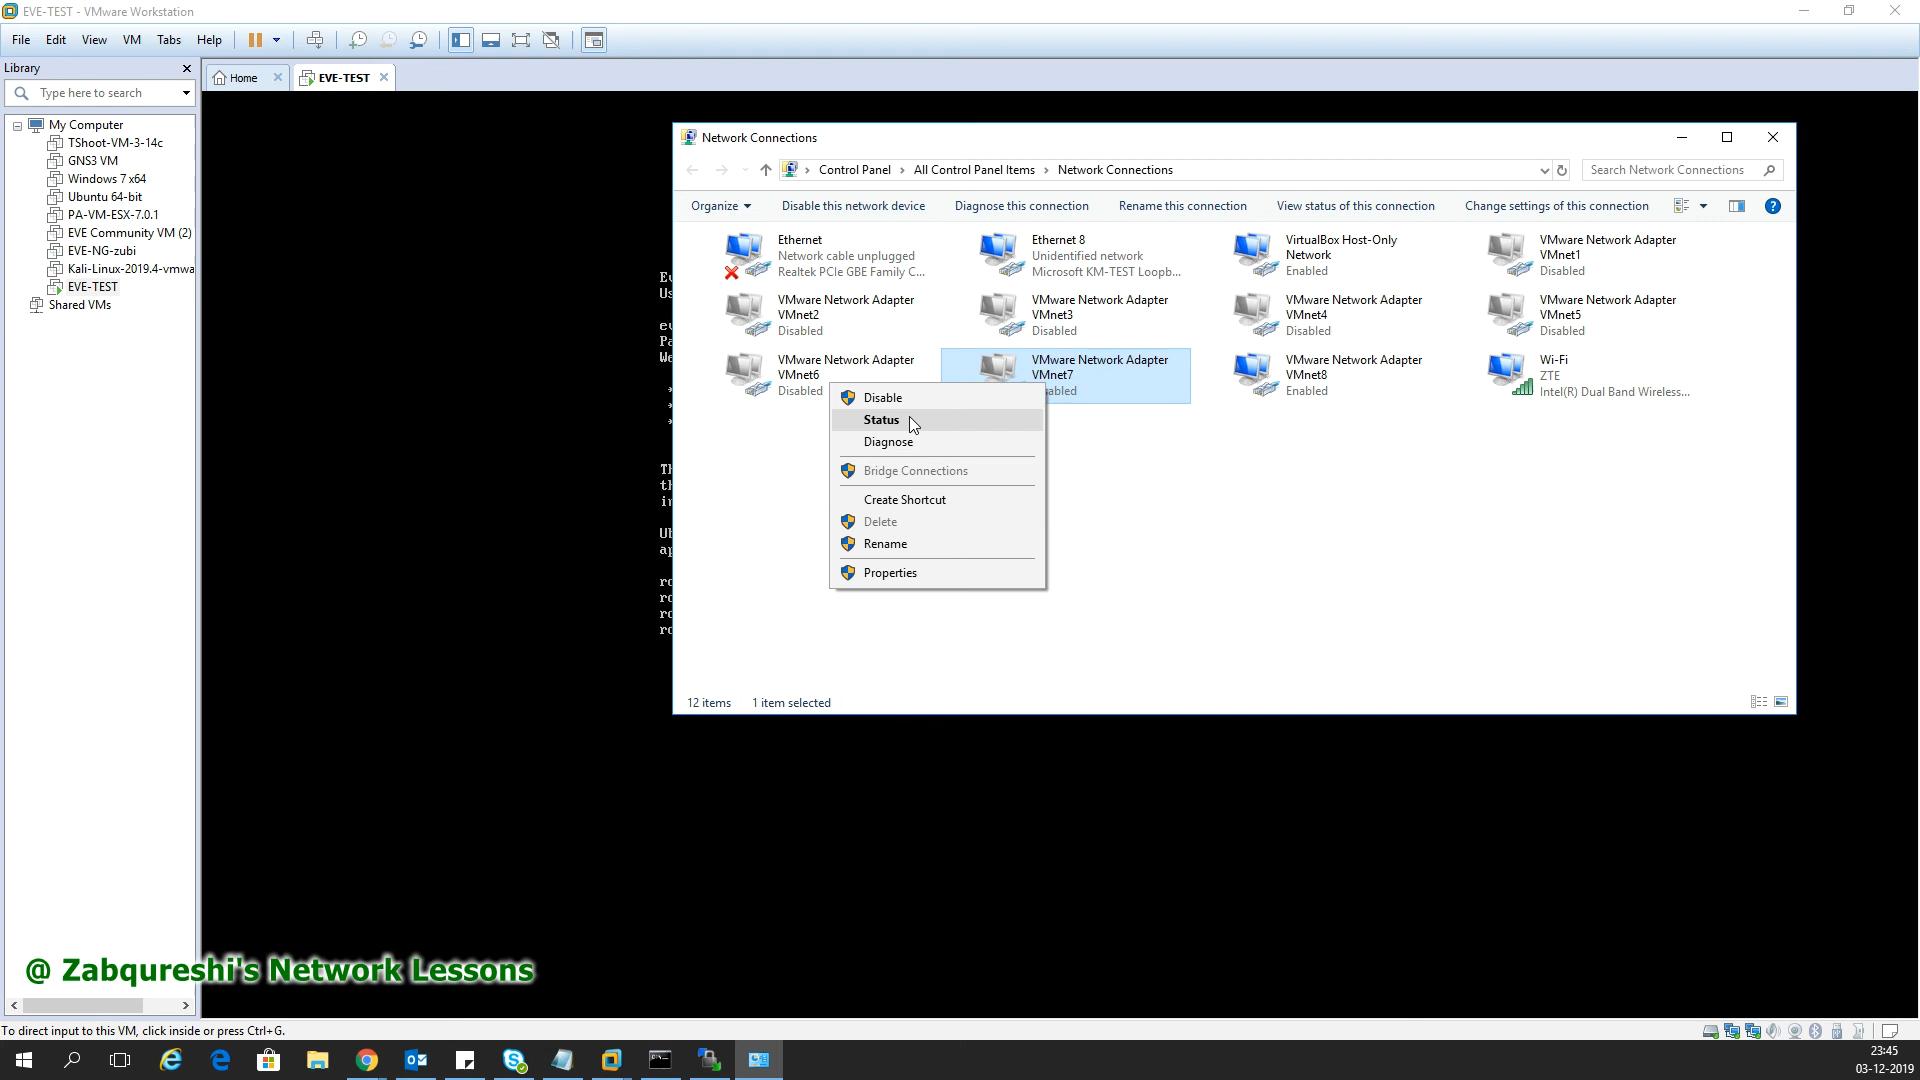 EVE-TEST - VMware Workstation
File Edit View VM Tabs Help
Library
Type here to search
My Computer
TShoot-VM-3-14c
GNS3 VM
Windows 7 x64
Ubuntu 64-bit
PA-VM-ESX-7.0.1
EVE Community VM (2)
EVE-NG-zubi
Kali-Linux-2019.4-vmwa
EVE-TEST
Shared VMs
Home
EVE-TEST
Network Connections
Control Panel > All Control Panel Items > Network Connections
Search Network Connections
Organize Disable this network device Diagnose this connection Rename this connection View status of this connection Change settings of this connection
Ethernet
Network cable unplugged
Realtek PCIe GBE Family C...
Ethernet 8
Unidentified network
Microsoft KM-TEST Loopb...
VirtualBox Host-Only
Network
Enabled
VMware Network Adapter
VMnet1
Disabled
VMware Network Adapter
VMnet2
Disabled
VMware Network Adapter
VMnet3
Disabled
VMware Network Adapter
VMnet4
Disabled
VMware Network Adapter
VMnet5
Disabled
VMware Network Adapter
VMnet6
Disabled
VMware Network Adapter
VMnet7
VMware Network Adapter
VMnet8
Enabled
Wi-Fi
ZTE
Intel(R) Dual Band Wireless...
Disable
Status
Diagnose
Bridge Connections
Create Shortcut
Delete
Rename
Properties
12 items 1 item selected
@ Zabqureshi's Network Lessons
To direct input to this VM, click inside or press Ctrl+G.
23:45
03-12-2019